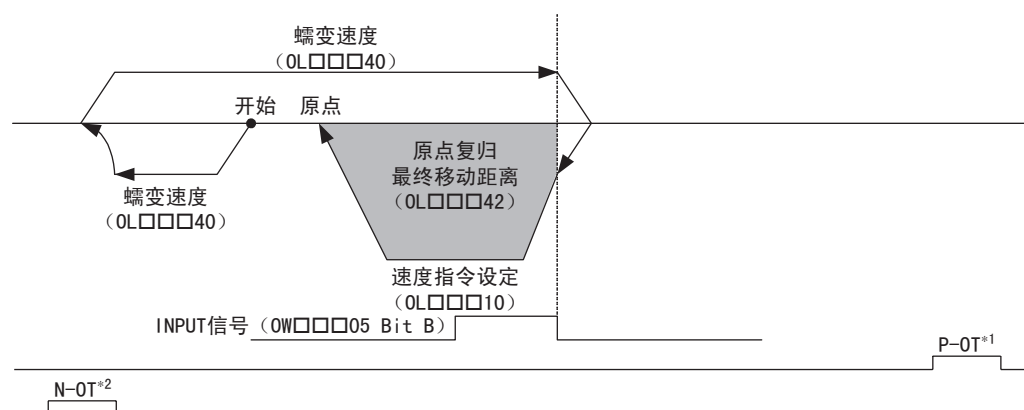 蠕变速度
（OL□□□40）
开始 原点
原点复归
最终移动距离
（OL□□□42）
蠕变速度
（OL□□□40）
速度指令设定
（OL□□□10）
INPUT信号（OW□□□05 Bit B）
P-OT*1
N-OT*2